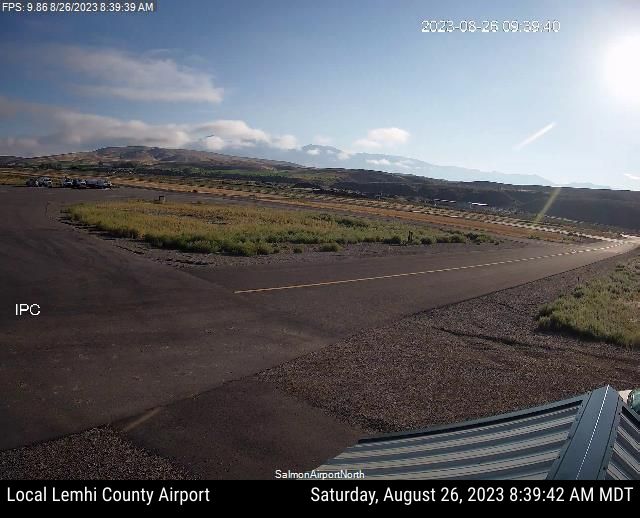 FPS: 9.86 8/26/2023 8:39:39 AM
2023-08-26 09:39:40
IPC
SalmonAirportNorth
Local Lemhi County Airport
Saturday, August 26, 2023 8:39:42 AM MDT